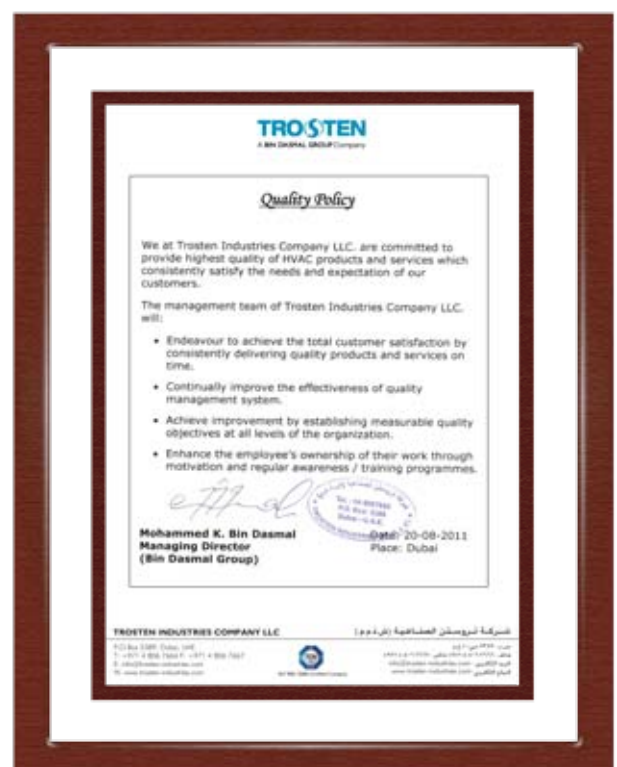 TROSTEN
A BIN DASMAL GROUP Company
Quality Policy
We at Trosten Industries Company LLC. are committed to
provide highest quality of HVAC products and services which
consistently satisfy the needs and expectation of our
customers.
The management team of Trosten Industries Company LLC.
will:
• Endeavour to achieve the total customer satisfaction by
consistently delivering quality products and services on
time.
• Continually improve the effectiveness of quality
management system.
• Achieve improvement by establishing measurable quality
objectives at all levels of the organization.
• Enhance the employee's ownership of their work through
motivation and regular awareness / training programmes.
Mohammed K. Bin Dasmal
Managing Director
(Bin Dasmal Group)
Date: 20-08-2011
Place: Dubai
TROSTEN INDUSTRIES COMPANY LLC
شركة تروستن الصناعية (ش.ذ.م.م)